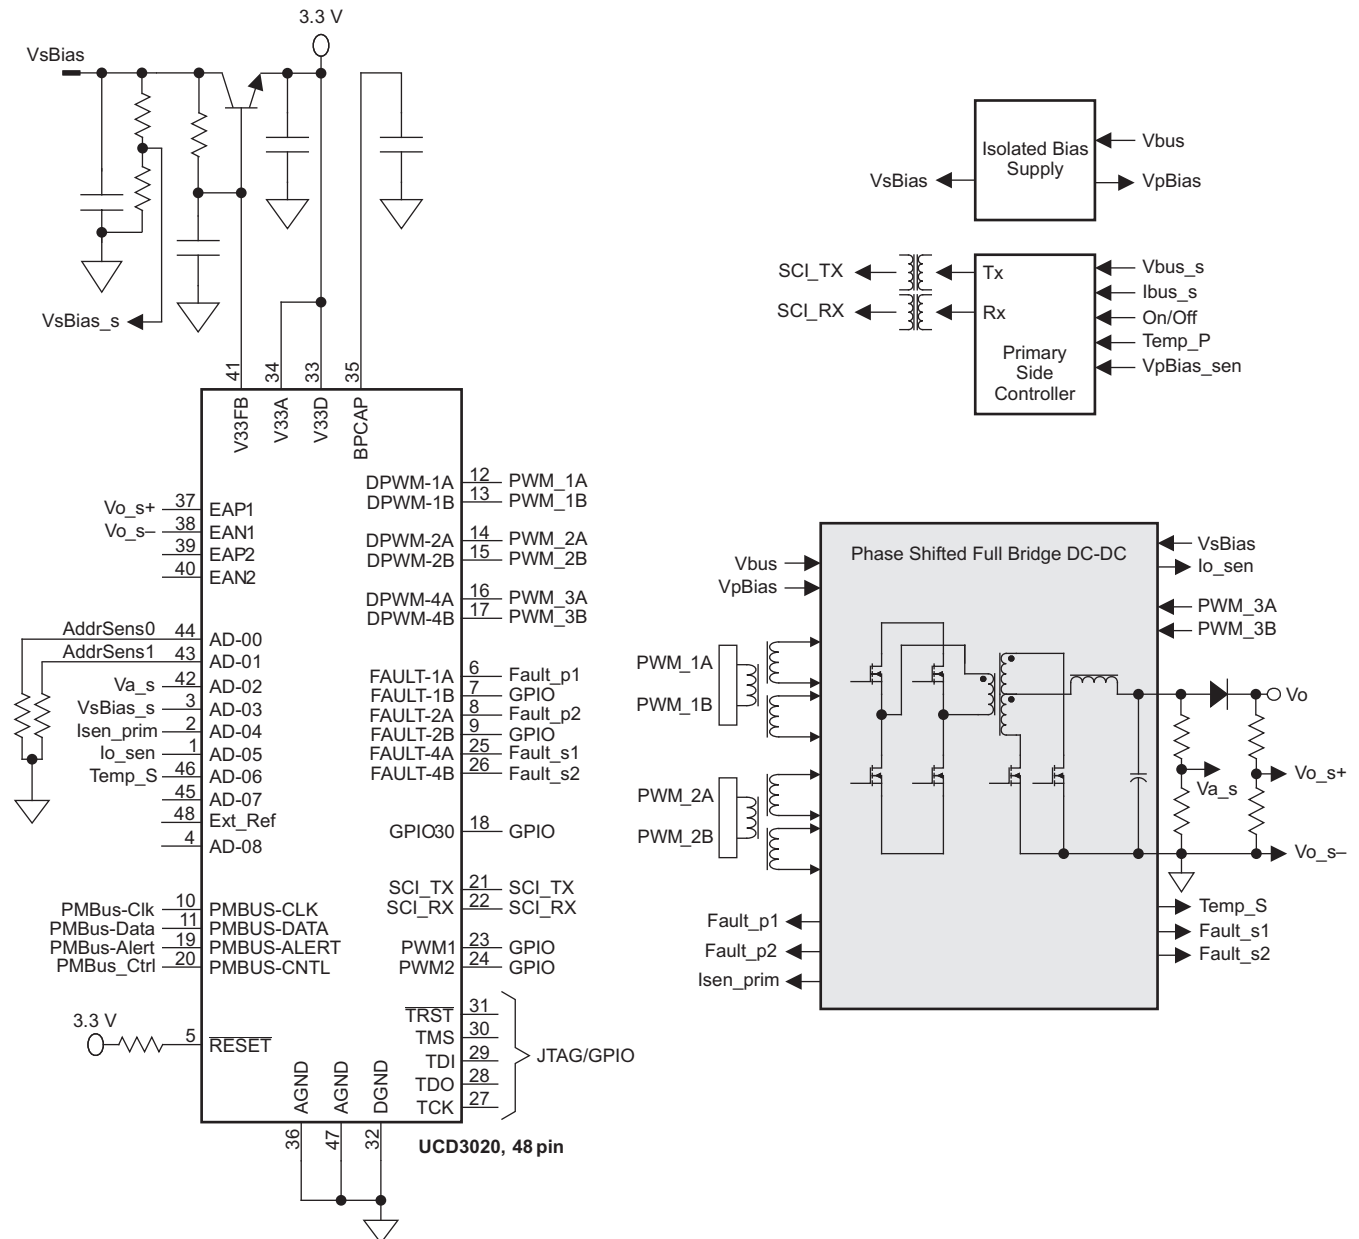 3.3 V
VsBias
VsBias_s
41
34
33
35
V33FB
V33A
V33D
BPCAP
Vo_s+ 37 EAP1
Vo_s– 38 EAN1
39 EAP2
40 EAN2
AddrSens0 44 AD-00
AddrSens1 43 AD-01
Va_s 42 AD-02
VsBias_s 3 AD-03
Isen_prim 2 AD-04
Io_sen 1 AD-05
Temp_S 46 AD-06
45 AD-07
48 Ext_Ref
4 AD-08
PMBus-Clk 10 PMBUS-CLK
PMBus-Data 11 PMBUS-DATA
PMBus-Alert 19 PMBUS-ALERT
PMBus_Ctrl 20 PMBUS-CNTL
3.3 V
5 RESET
DPWM-1A 12 PWM_1A
DPWM-1B 13 PWM_1B
DPWM-2A 14 PWM_2A
DPWM-2B 15 PWM_2B
DPWM-4A 16 PWM_3A
DPWM-4B 17 PWM_3B
FAULT-1A 6 Fault_p1
FAULT-1B 7 GPIO
FAULT-2A 8 Fault_p2
FAULT-2B 9 GPIO
FAULT-4A 25 Fault_s1
FAULT-4B 26 Fault_s2
GPIO30 18 GPIO
SCI_TX 21 SCI_TX
SCI_RX 22 SCI_RX
PWM1 23 GPIO
PWM2 24 GPIO
TRST 31
TMS 30
TDI 29
TDO 28
TCK 27
JTAG/GPIO
AGND
AGND
DGND
36
47
32
UCD3020, 48 pin
Isolated Bias
Supply
Vbus
VpBias
VsBias
SCI_TX
SCI_RX
Tx
Rx
Primary
Side
Controller
Vbus_s
Ibus_s
On/Off
Temp_P
VpBias_sen
Phase Shifted Full Bridge DC-DC
Vbus
VpBias
PWM_1A
PWM_1B
PWM_2A
PWM_2B
Fault_p1
Fault_p2
Isen_prim
VsBias
Io_sen
PWM_3A
PWM_3B
Vo
Vo_s+
Va_s
Vo_s–
Temp_S
Fault_s1
Fault_s2